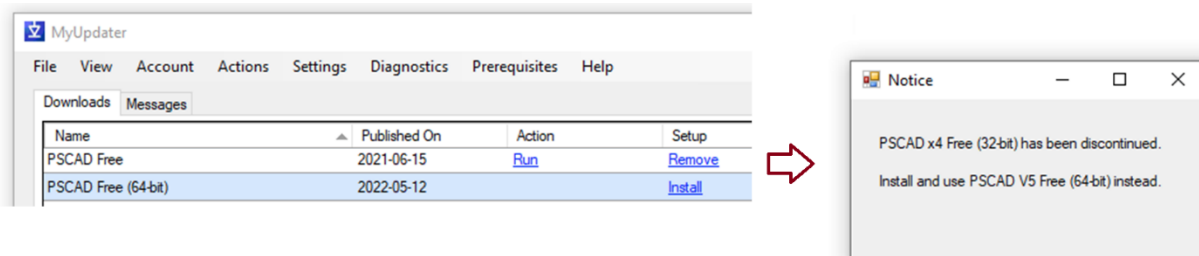 MyUpdater
File View Account Actions Settings Diagnostics Prerequisites Help
Downloads Messages
Name Published On Action Setup
PSCAD Free 2021-06-15 Run Remove
PSCAD Free (64-bit) 2022-05-12 Install
Notice
PSCAD x4 Free (32-bit) has been discontinued.
Install and use PSCAD V5 Free (64-bit) instead.